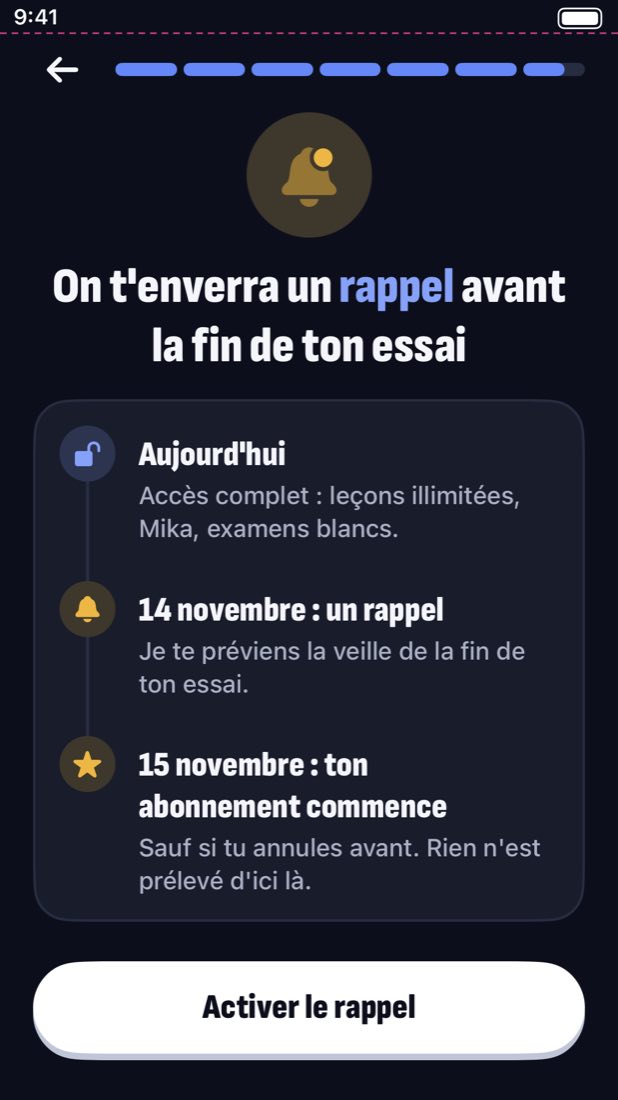 9:41
On t'enverra un rappel avant
la fin de ton essai
Aujourd'hui
Accès complet : leçons illimitées,
Mika, examens blancs.
14 novembre : un rappel
Je te préviens la veille de la fin de
ton essai.
15 novembre : ton
abonnement commence
Sauf si tu annules avant. Rien n'est
prélevé d'ici là.
Activer le rappel